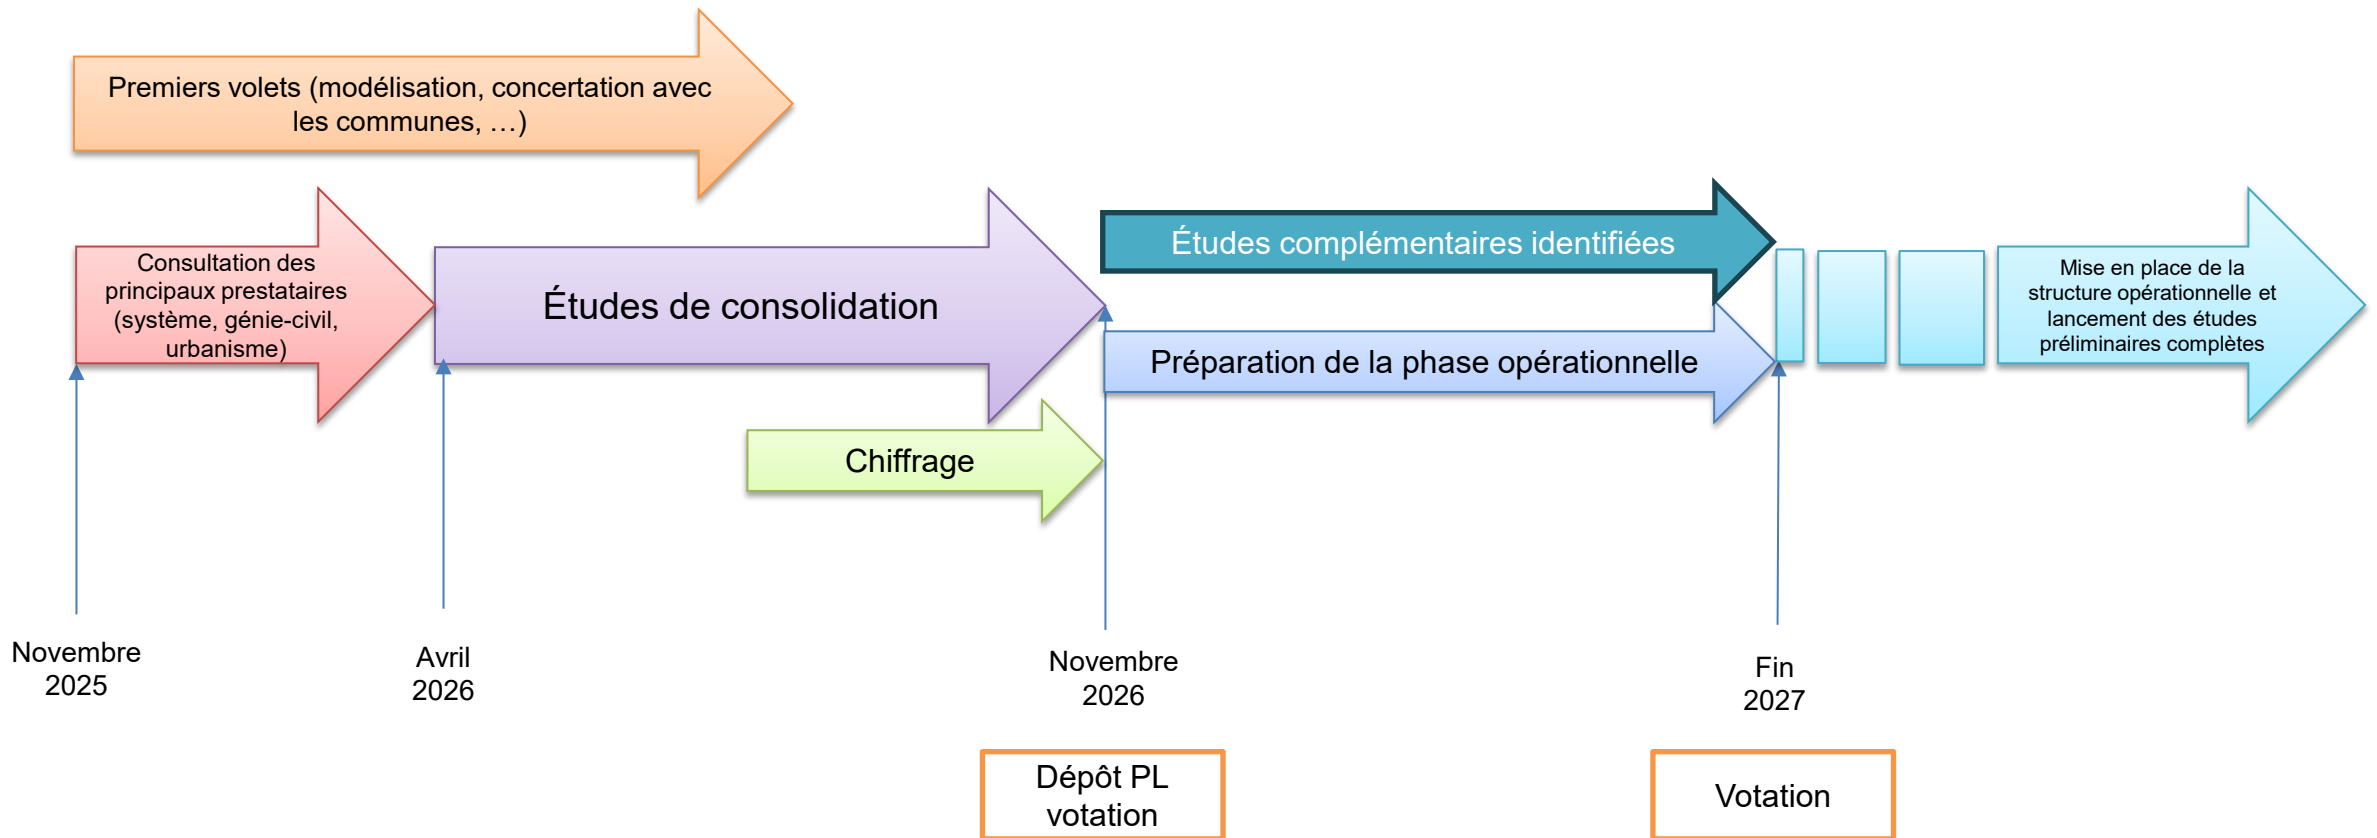 Premiers volets (modélisation, concertation avec
les communes, …)
Consultation des
principaux prestataires
(système, génie-civil,
urbanisme)
Études de consolidation
Études complémentaires identifiées
Préparation de la phase opérationnelle
Mise en place de la
structure opérationnelle et
lancement des études
préliminaires complètes
Chiffrage
Novembre
2025
Avril
2026
Novembre
2026
Fin
2027
Dépôt PL
votation
Votation